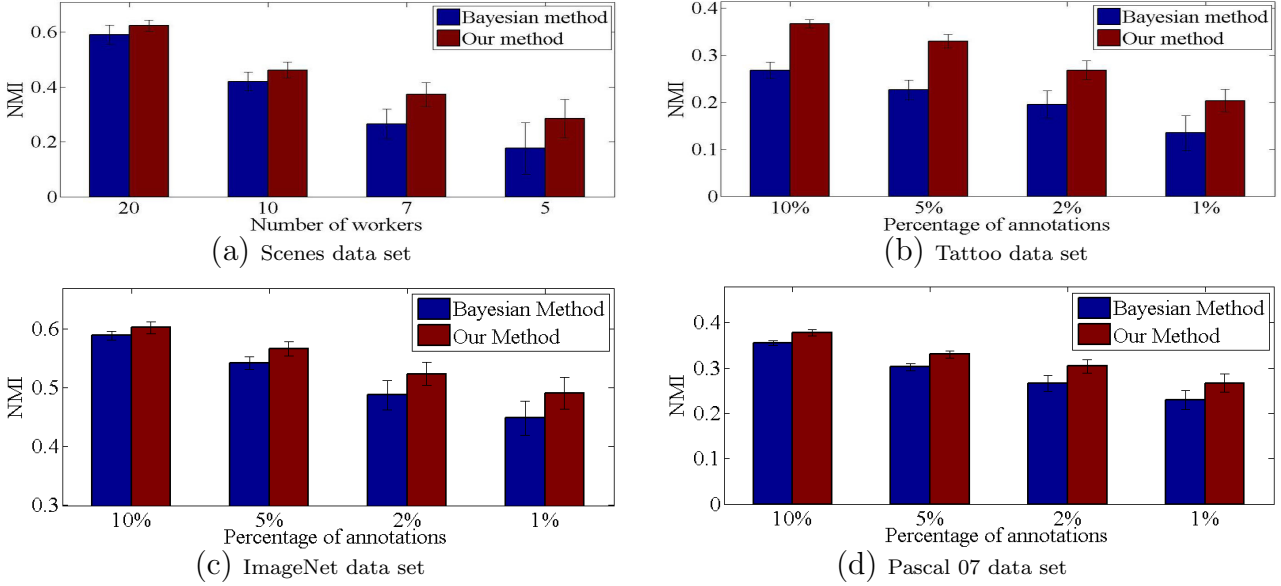 Bayesian method
Our method
NMI
0.6
0.4
0.2
0
20 10 7 5
Number of workers
(a) Scenes data set
Bayesian method
Our method
NMI
0.4
0.3
0.2
0.1
0
10% 5% 2% 1%
Percentage of annotations
(b) Tattoo data set
Bayesian Method
Our Method
NMI
0.6
0.5
0.4
0.3
10% 5% 2% 1%
Percentage of annotations
(c) ImageNet data set
Bayesian Method
Our Method
NMI
0.4
0.3
0.2
0.1
0
10% 5% 2% 1%
Percentage of annotations
(d) Pascal 07 data set